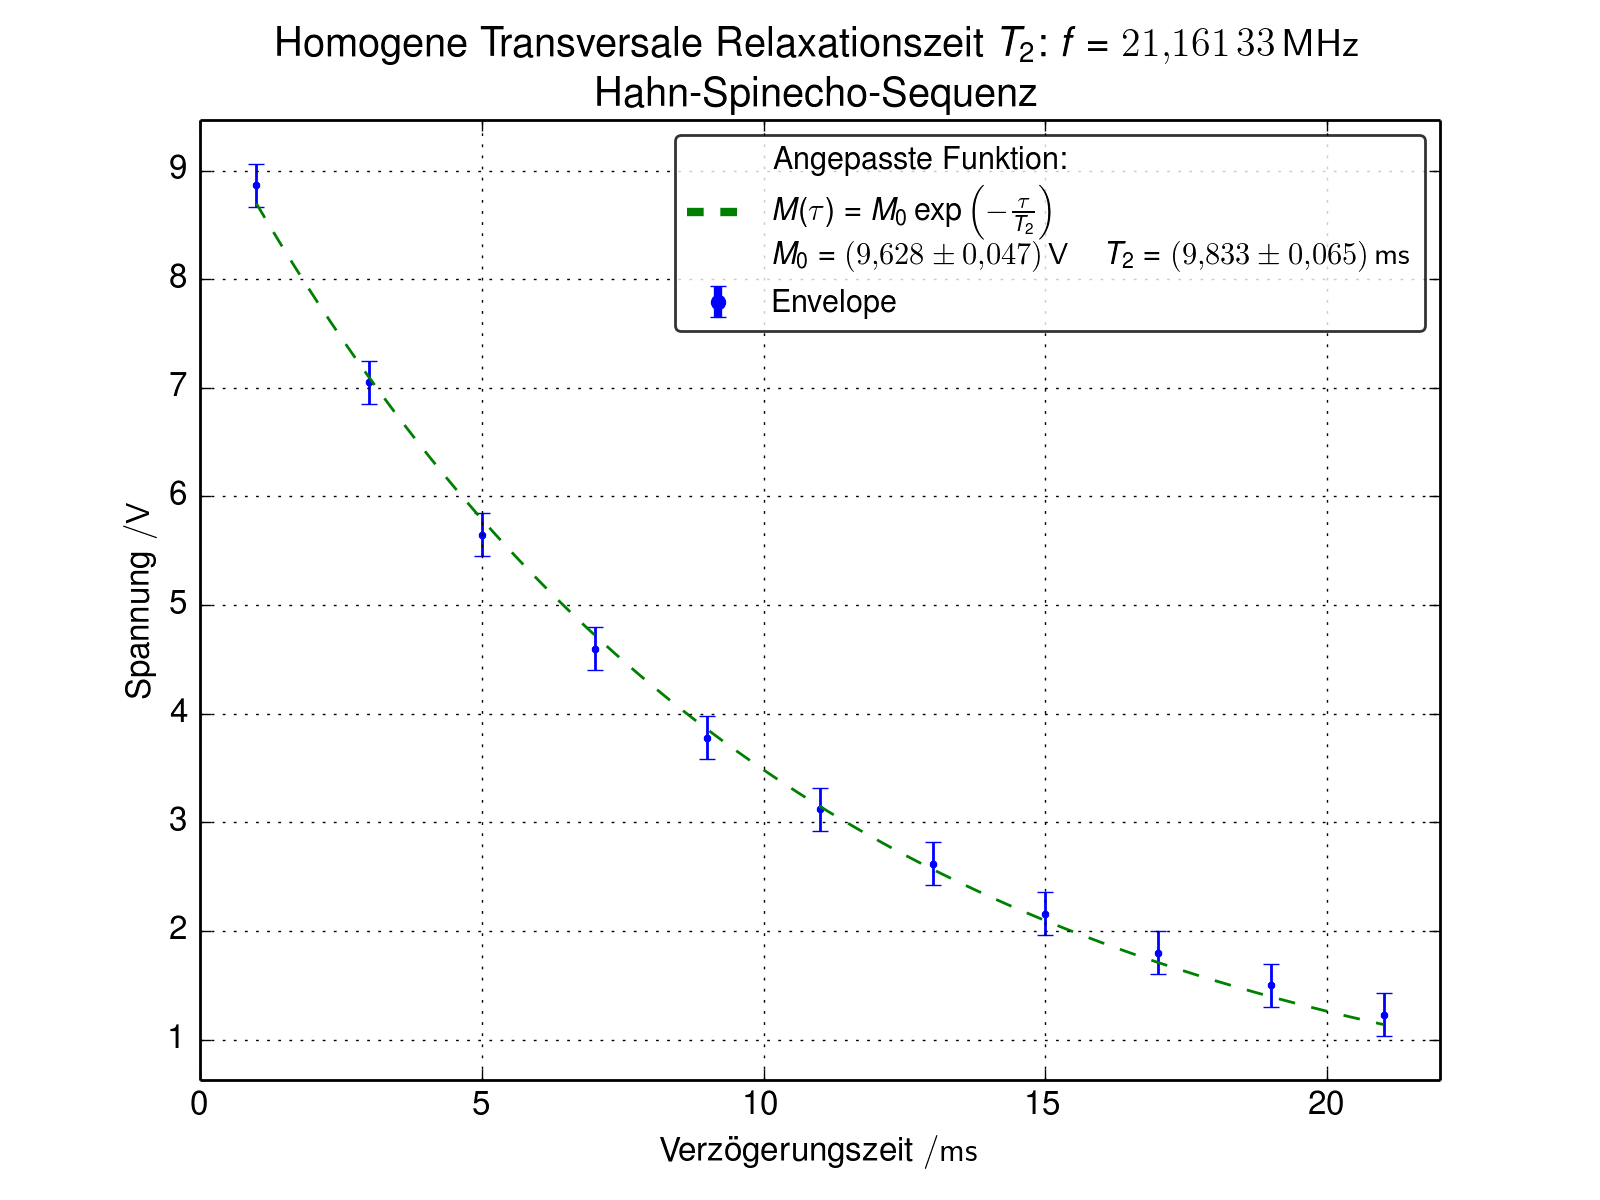 Homogene Transversale Relaxationszeit T₂: f = 21,161 33 MHz
Hahn-Spinecho-Sequenz
Angepasste Funktion:
M(τ) = M₀ exp(−τ/T₂)
M₀ = (9,628 ± 0,047) V T₂ = (9,833 ± 0,065) ms
Envelope
Spannung /V
9
8
7
6
5
4
3
2
1
0 5 10 15 20
Verzögerungszeit /ms